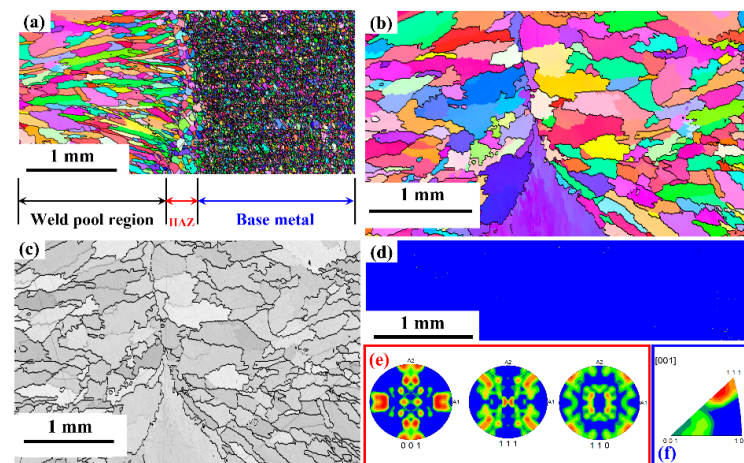 (a)
1 mm
Weld pool region
HAZ
Base metal
(b)
1 mm
(c)
1 mm
(d)
1 mm
(e)
A2
A1
0 0 1
A2
A1
1 1 1
A2
A1
1 1 0
[001]
1 1 1
0 0 1
1 0
(f)